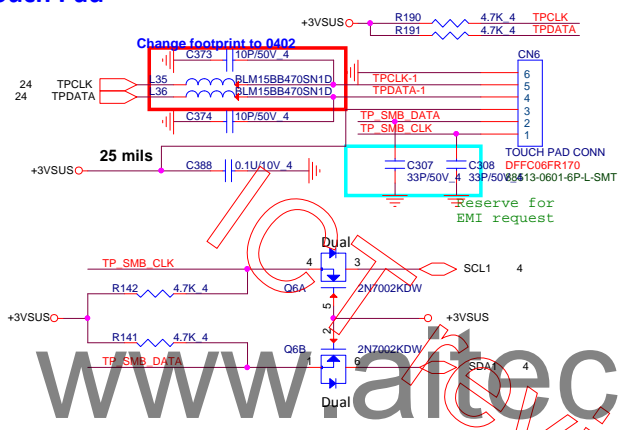 ouch Pad
+3VSUS
R190 4.7K_4 TPCLK
R191 4.7K_4 TPDATA
Change footprint to 0402
C373 10P/50V_4
CN6
24 TPCLK L35 BLM15BB470SN1D TPCLK-1 6
24 TPDATA L36 BLM15BB470SN1D TPDATA-1 5
4
C374 10P/50V_4 TP_SMB_DATA 3
TP_SMB_CLK 2
1
25 mils
TOUCH PAD CONN
+3VSUS C388 0.1U/10V_4 C307 C308 DFFC06FR170
33P/50V_4 33P/50V_4 88513-0601-6P-L-SMT
Reserve for
EMI request
Dual
TP_SMB_CLK 4 3 SCL1 4
R142 4.7K_4 Q6A 2N7002KDW
5
+3VSUS +3VSUS
2
R141 4.7K_4 Q6B 2N7002KDW
TP_SMB_DATA 1 6 SDA1 4
Dual
www.aitec